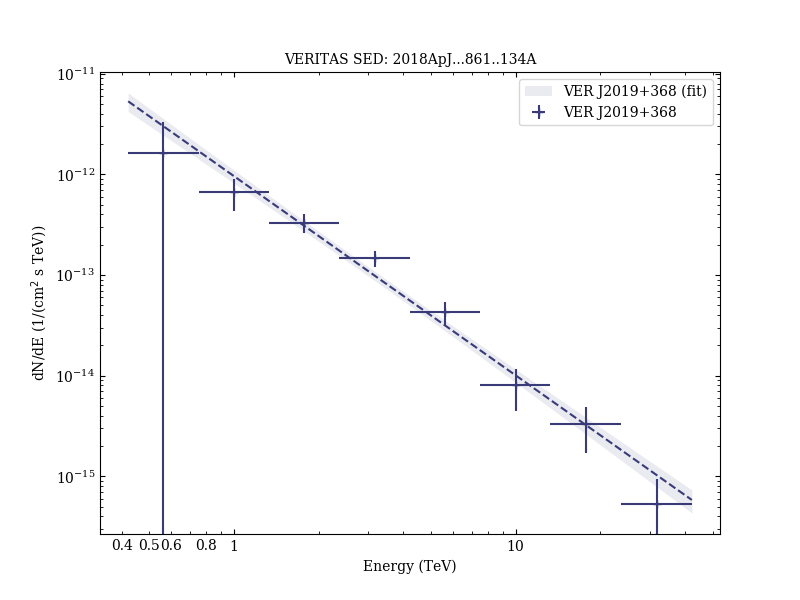 VERITAS SED: 2018ApJ...861..134A
VER J2019+368 (fit)
VER J2019+368
dN/dE (1/(cm² s TeV))
10⁻¹¹
10⁻¹²
10⁻¹³
10⁻¹⁴
10⁻¹⁵
0.4 0.5 0.6 0.8 1 10
Energy (TeV)